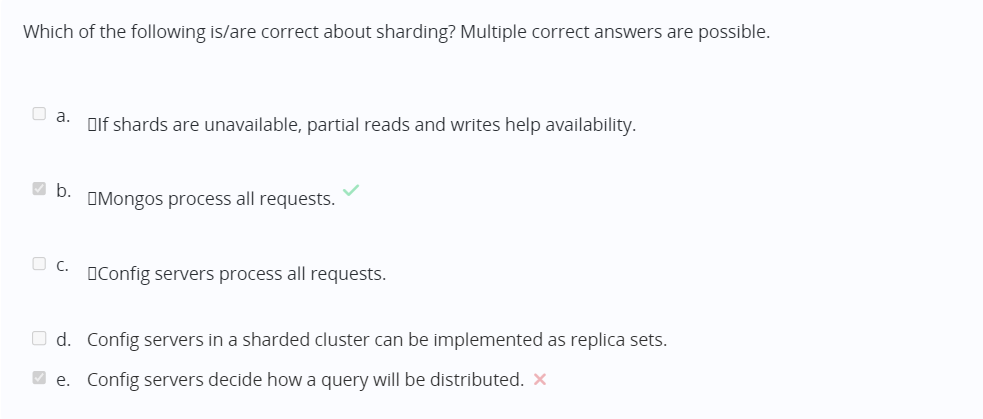 Which of the following is/are correct about sharding? Multiple correct answers are possible.
a. ▯If shards are unavailable, partial reads and writes help availability.
b. ▯Mongos process all requests.
c. ▯Config servers process all requests.
d. Config servers in a sharded cluster can be implemented as replica sets.
e. Config servers decide how a query will be distributed.